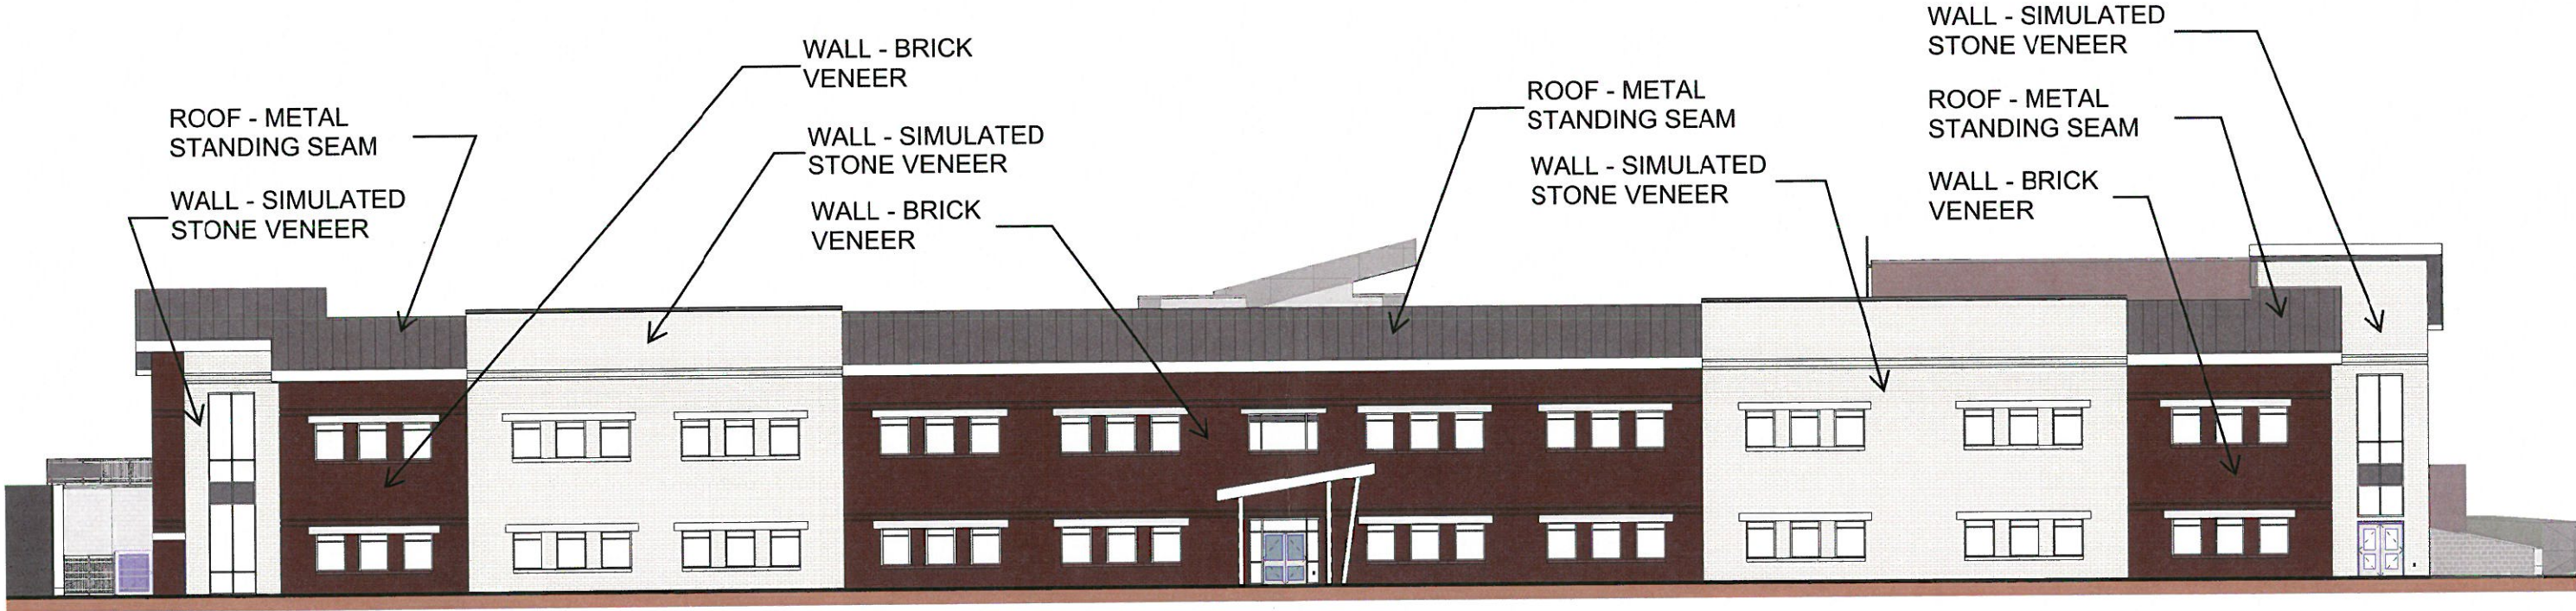 ROOF - METAL
STANDING SEAM
WALL - SIMULATED
STONE VENEER
WALL - BRICK
VENEER
WALL - SIMULATED
STONE VENEER
WALL - BRICK
VENEER
ROOF - METAL
STANDING SEAM
WALL - SIMULATED
STONE VENEER
WALL - SIMULATED
STONE VENEER
ROOF - METAL
STANDING SEAM
WALL - BRICK
VENEER